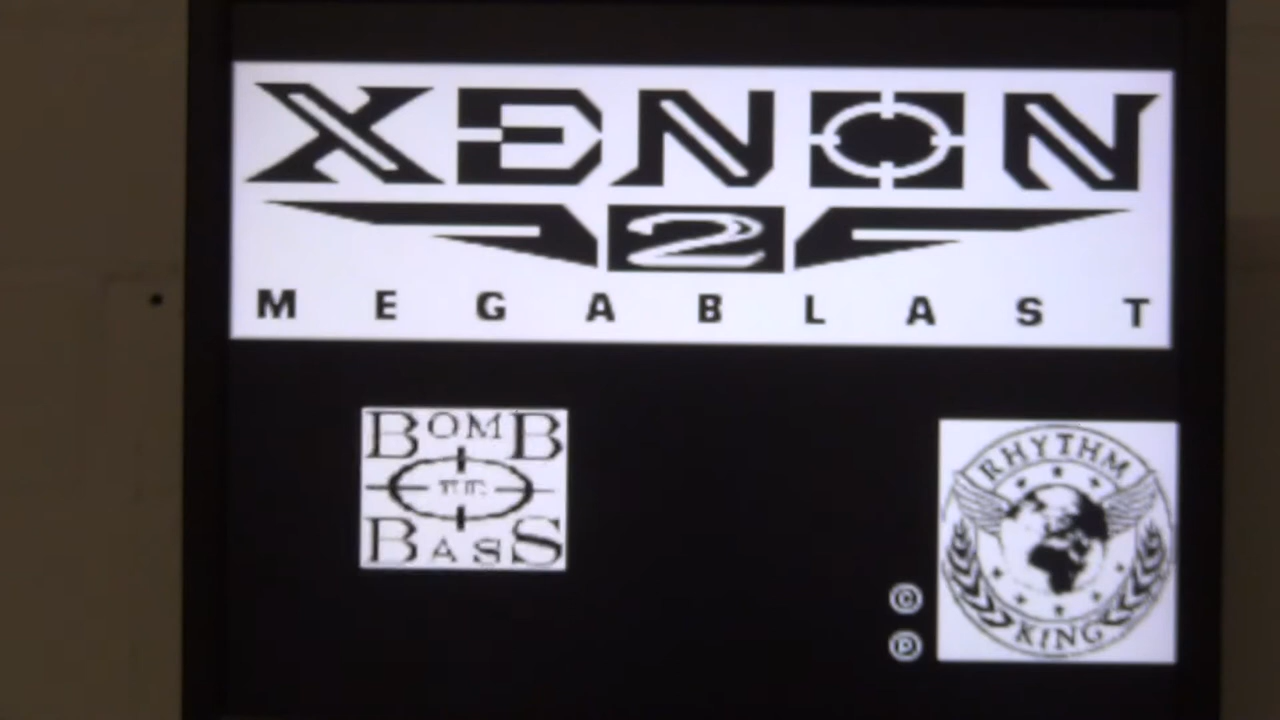 XENON
2
MEGABLAST
BOMB
THE
BASS
RHYTHM
KING
©
℗